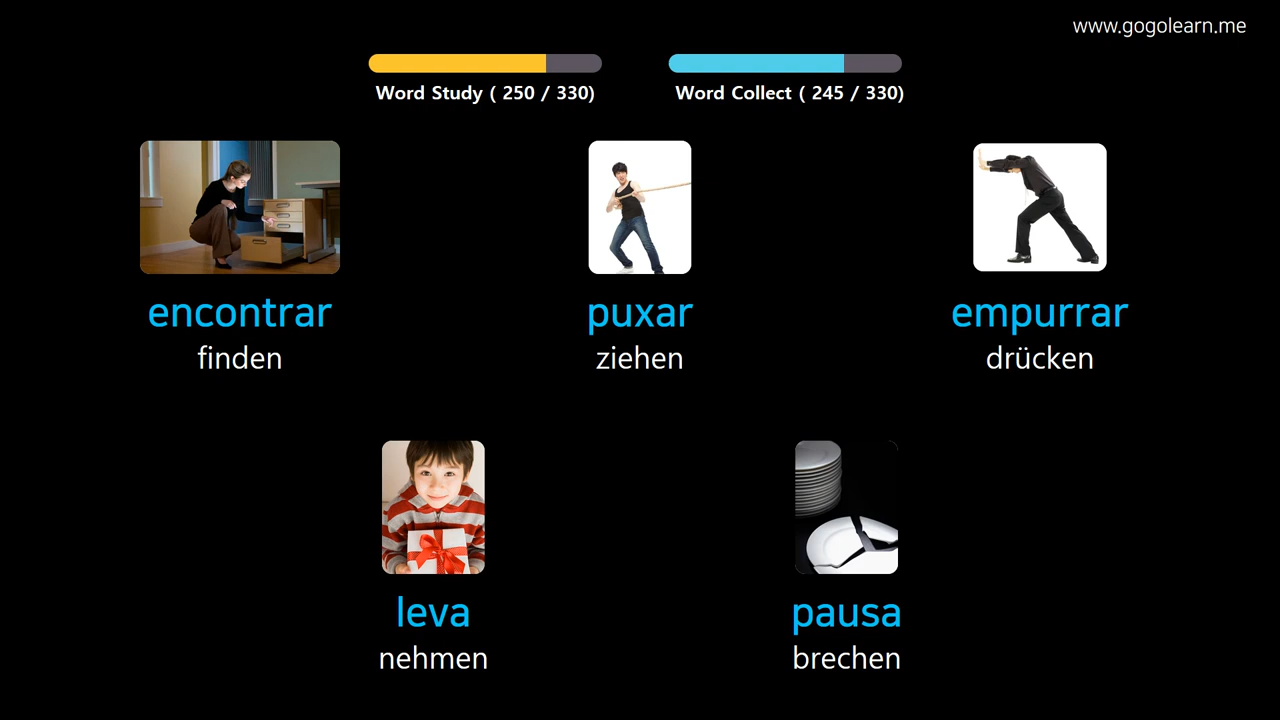 www.gogolearn.me
Word Study ( 250 / 330)
Word Collect ( 245 / 330)
encontrar
finden
puxar
ziehen
empurrar
drücken
leva
nehmen
pausa
brechen